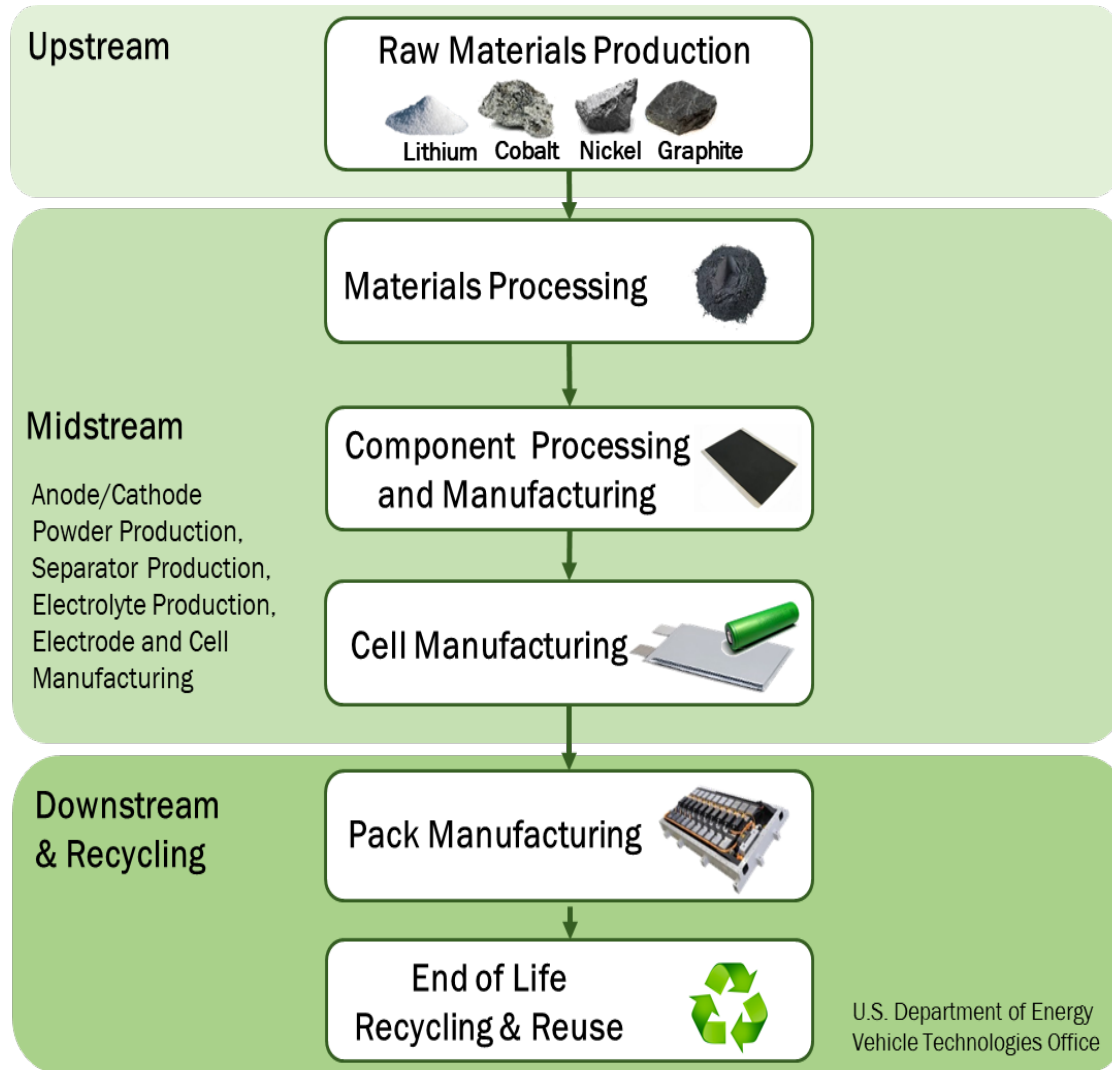 Upstream
Raw Materials Production
Lithium Cobalt Nickel Graphite
Materials Processing
Midstream
Anode/Cathode
Powder Production,
Separator Production,
Electrolyte Production,
Electrode and Cell
Manufacturing
Component Processing
and Manufacturing
Cell Manufacturing
Downstream
& Recycling
Pack Manufacturing
End of Life
Recycling & Reuse
U.S. Department of Energy
Vehicle Technologies Office